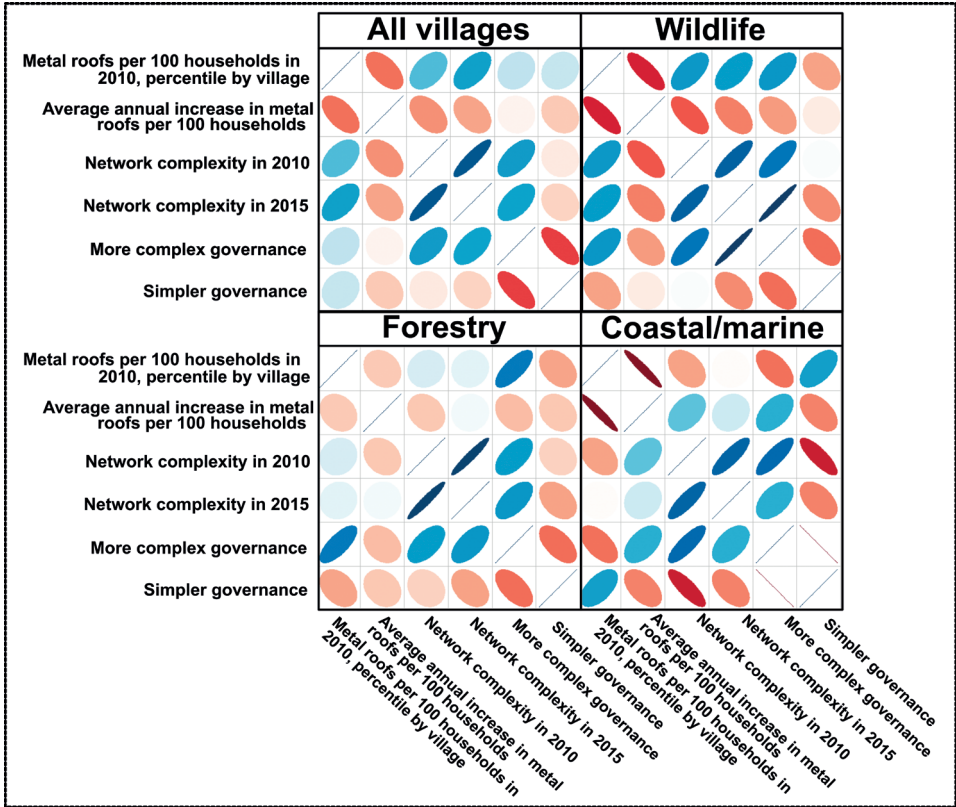 All villages
Wildlife
Metal roofs per 100 households in
2010, percentile by village
Average annual increase in metal
roofs per 100 households
Network complexity in 2010
Network complexity in 2015
More complex governance
Simpler governance
Forestry
Coastal/marine
Metal roofs per 100 households in
2010, percentile by village
Average annual increase in metal
roofs per 100 households
Network complexity in 2010
Network complexity in 2015
More complex governance
Simpler governance
Metal roofs per 100 households in
2010, percentile by village
Average annual increase in metal
roofs per 100 households
Network complexity in 2010
Network complexity in 2015
More complex governance
Simpler governance
Metal roofs per 100 households in
2010, percentile by village
Average annual increase in metal
roofs per 100 households
Network complexity in 2010
Network complexity in 2015
More complex governance
Simpler governance